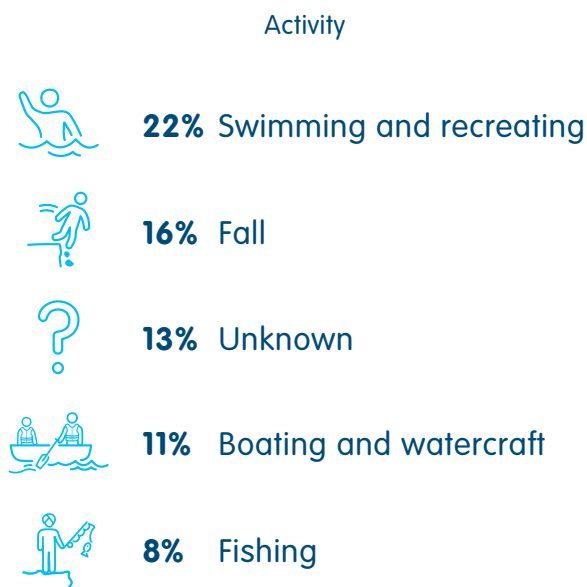 Activity
22% Swimming and recreating
16% Fall
13% Unknown
11% Boating and watercraft
8% Fishing